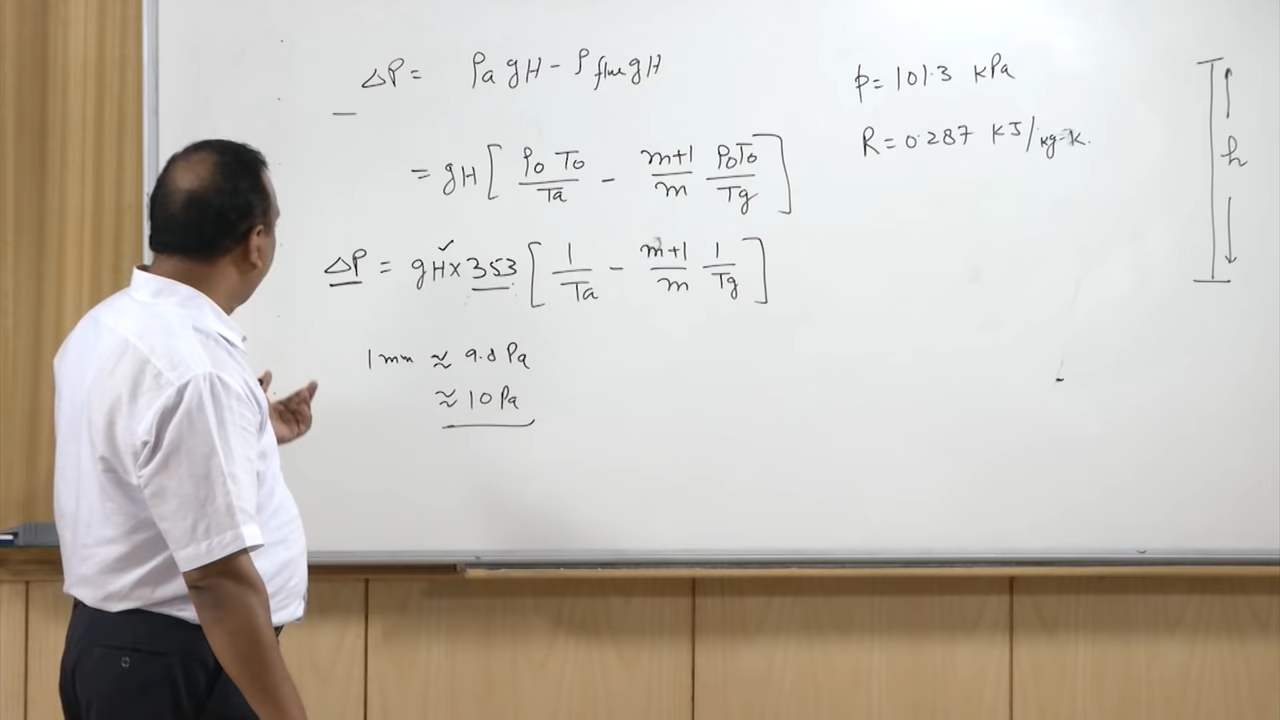 ΔP = ρa gH - ρflue gH
= gH [ ρo To / Ta - m+1 / m ρoTo / Tg ]
ΔP = gH × 353 [ 1 / Ta - m+1 / m 1 / Tg ]
1 mm ≈ 9.8 Pa
≈ 10 Pa
p = 101.3 kPa
R = 0.287 KJ/kg-K.
h